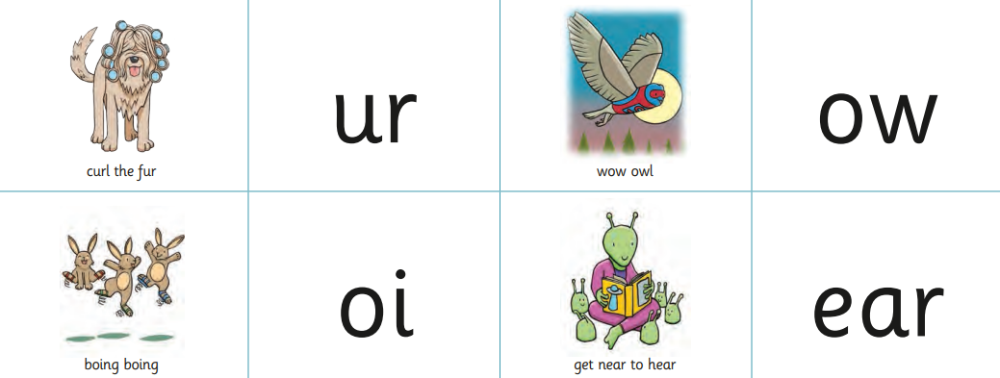 curl the fur
ur
wow owl
ow
boing boing
oi
get near to hear
ear